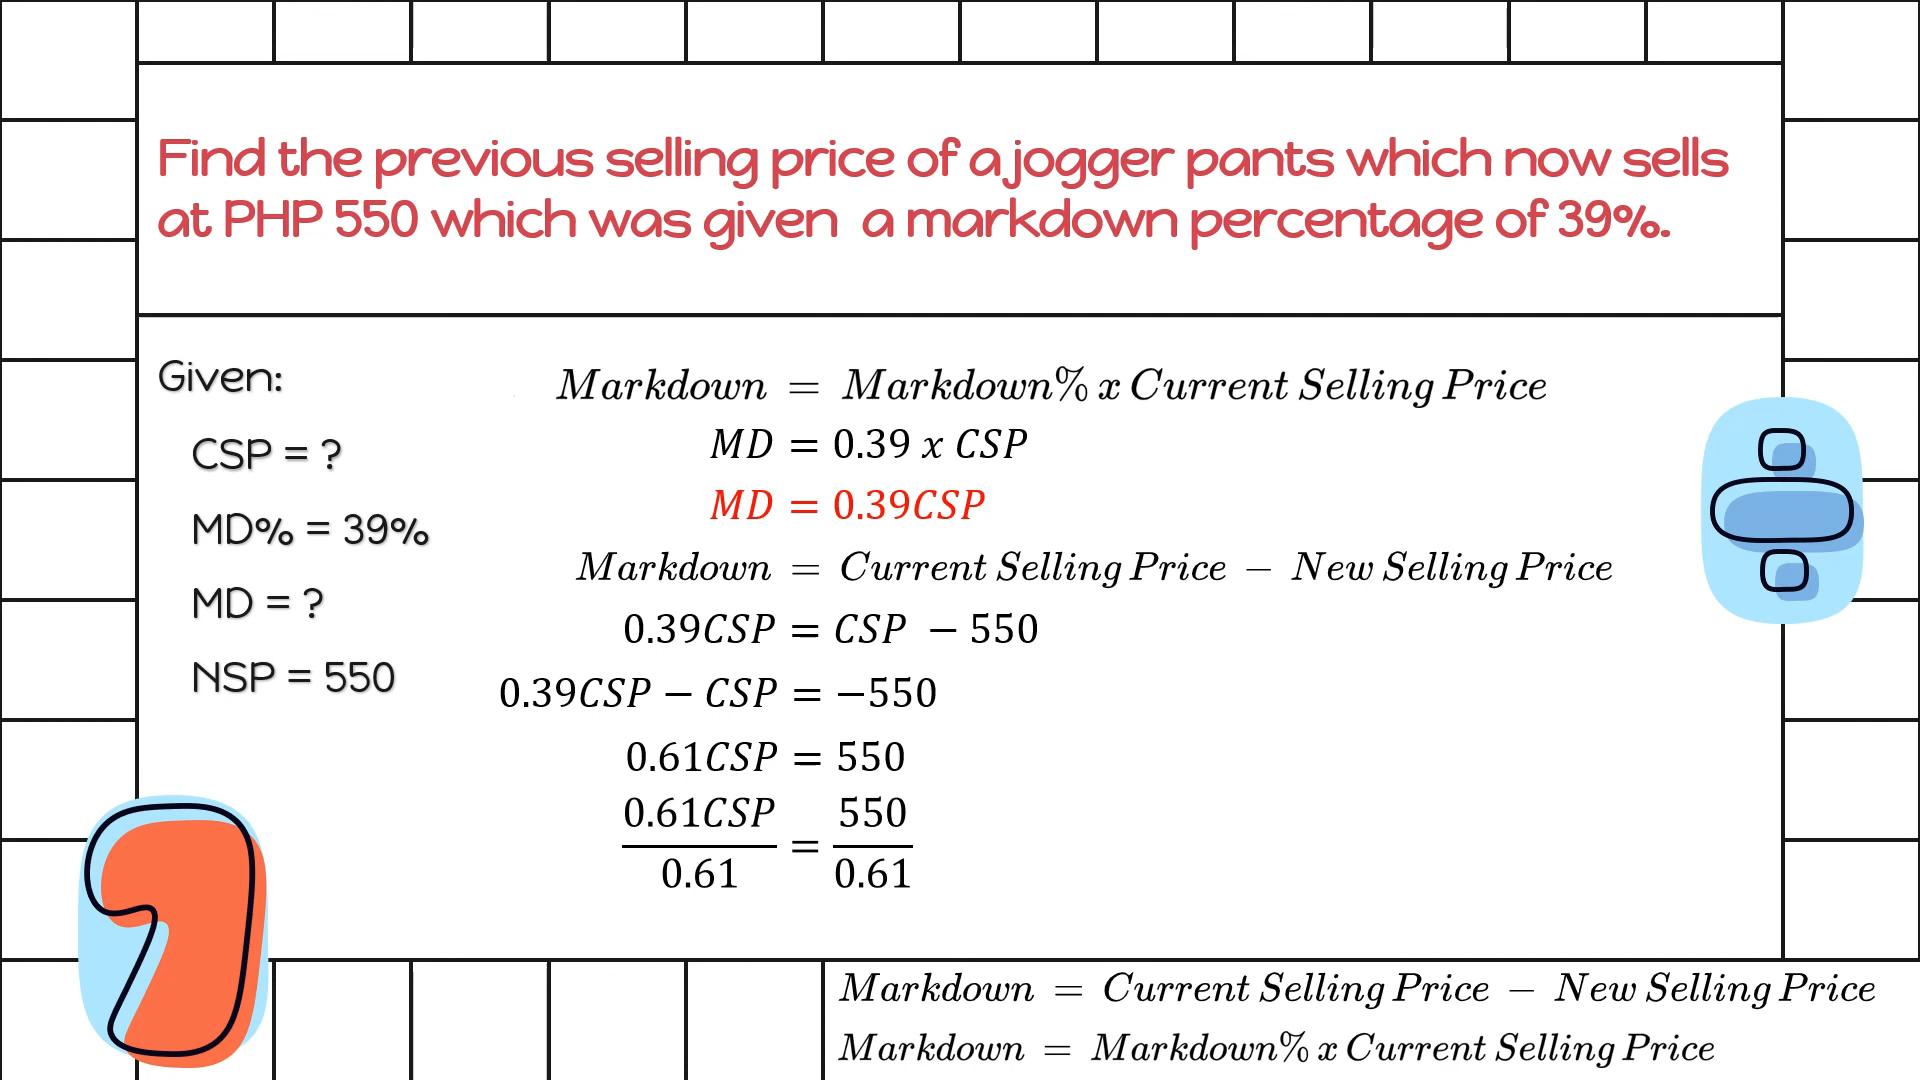 Find the previous selling price of a jogger pants which now sells
at PHP 550 which was given a markdown percentage of 39%.
Given:
CSP = ?
MD% = 39%
MD = ?
NSP = 550
Markdown = Markdown% x Current Selling Price
MD = 0.39 x CSP
MD = 0.39CSP
Markdown = Current Selling Price − New Selling Price
0.39CSP = CSP − 550
0.39CSP − CSP = −550
0.61CSP = 550
0.61CSP/0.61 = 550/0.61
Markdown = Current Selling Price − New Selling Price
Markdown = Markdown% x Current Selling Price